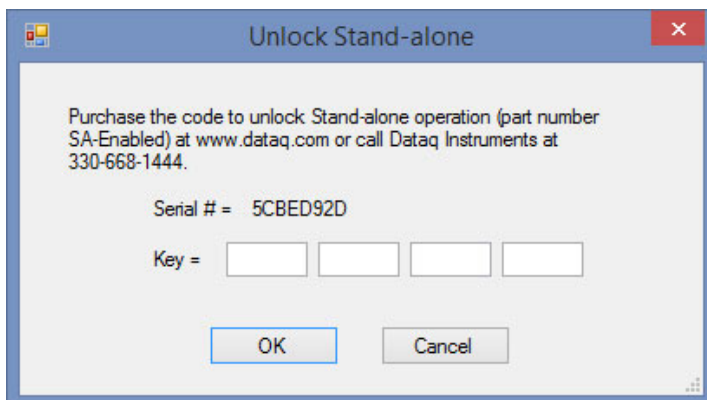 Unlock Stand-alone
Purchase the code to unlock Stand-alone operation (part number
SA-Enabled) at www.dataq.com or call Dataq Instruments at
330-668-1444.
Serial # = 5CBED92D
Key =
OK Cancel